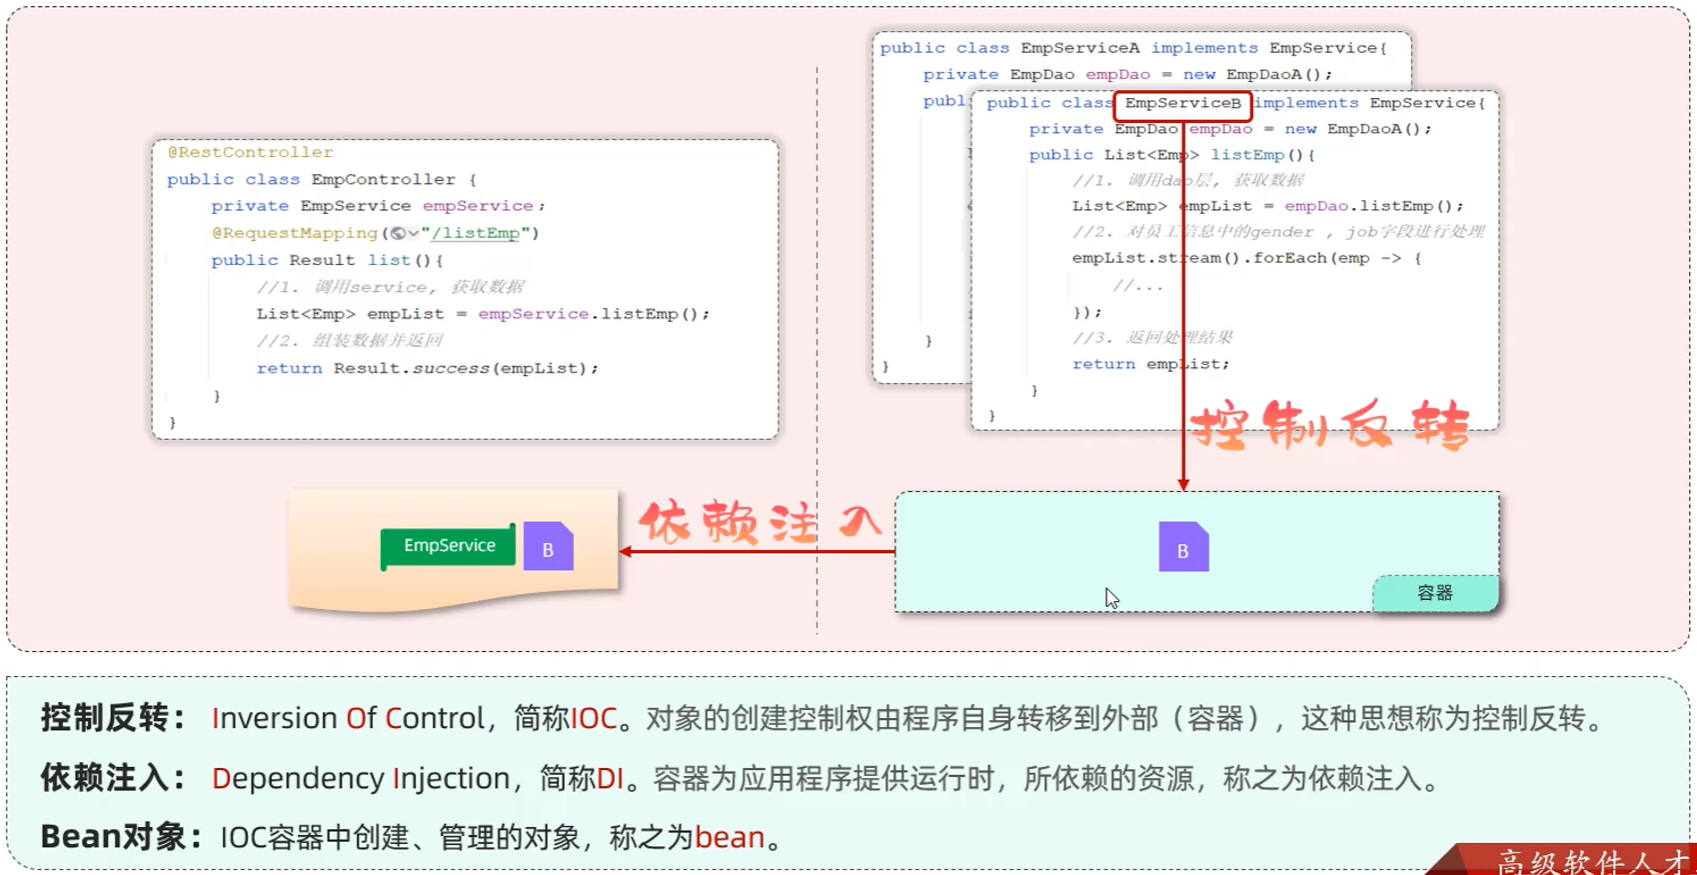 @RestController
public class EmpController {
private EmpService empService;
@RequestMapping("/listEmp")
public Result list(){
//1. 调用service, 获取数据
List<Emp> empList = empService.listEmp();
//2. 组装数据并返回
return Result.success(empList);
}
}
public class EmpServiceA implements EmpService{
private EmpDao empDao = new EmpDaoA();
publ
}
}
public class EmpServiceB implements EmpService{
private EmpDao empDao = new EmpDaoA();
public List<Emp> listEmp(){
//1. 调用dao层, 获取数据
List<Emp> empList = empDao.listEmp();
//2. 对员工信息中的gender , job字段进行处理
empList.stream().forEach(emp -> {
//...
});
//3. 返回处理结果
return empList;
}
}
控制反转
依赖注入
EmpService
B
B
容器
控制反转： Inversion Of Control，简称IOC。对象的创建控制权由程序自身转移到外部（容器），这种思想称为控制反转。
依赖注入： Dependency Injection，简称DI。容器为应用程序提供运行时，所依赖的资源，称之为依赖注入。
Bean对象：IOC容器中创建、管理的对象，称之为bean。
高级软件人才